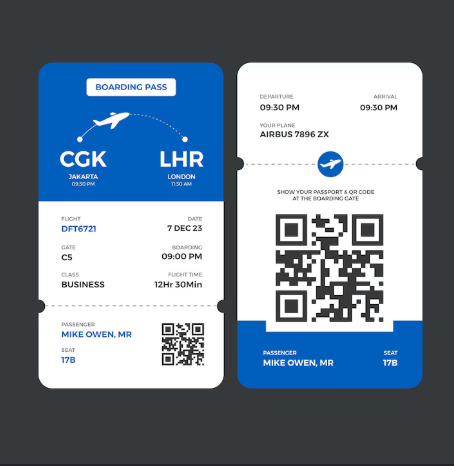 BOARDING PASS
CGK
LHR
JAKARTA
LONDON
09:30 PM
11:30 AM
FLIGHT
DATE
DFT6721
7 DEC 23
GATE
BOARDING
C5
09:00 PM
CLASS
FLIGHT TIME
BUSINESS
12Hr 30Min
PASSENGER
MIKE OWEN, MR
SEAT
17B
DEPARTURE
ARRIVAL
09:30 PM
09:30 PM
YOUR PLANE
AIRBUS 7896 ZX
SHOW YOUR PASSPORT & QR CODE
AT THE BOARDING GATE
PASSENGER
SEAT
MIKE OWEN, MR
17B